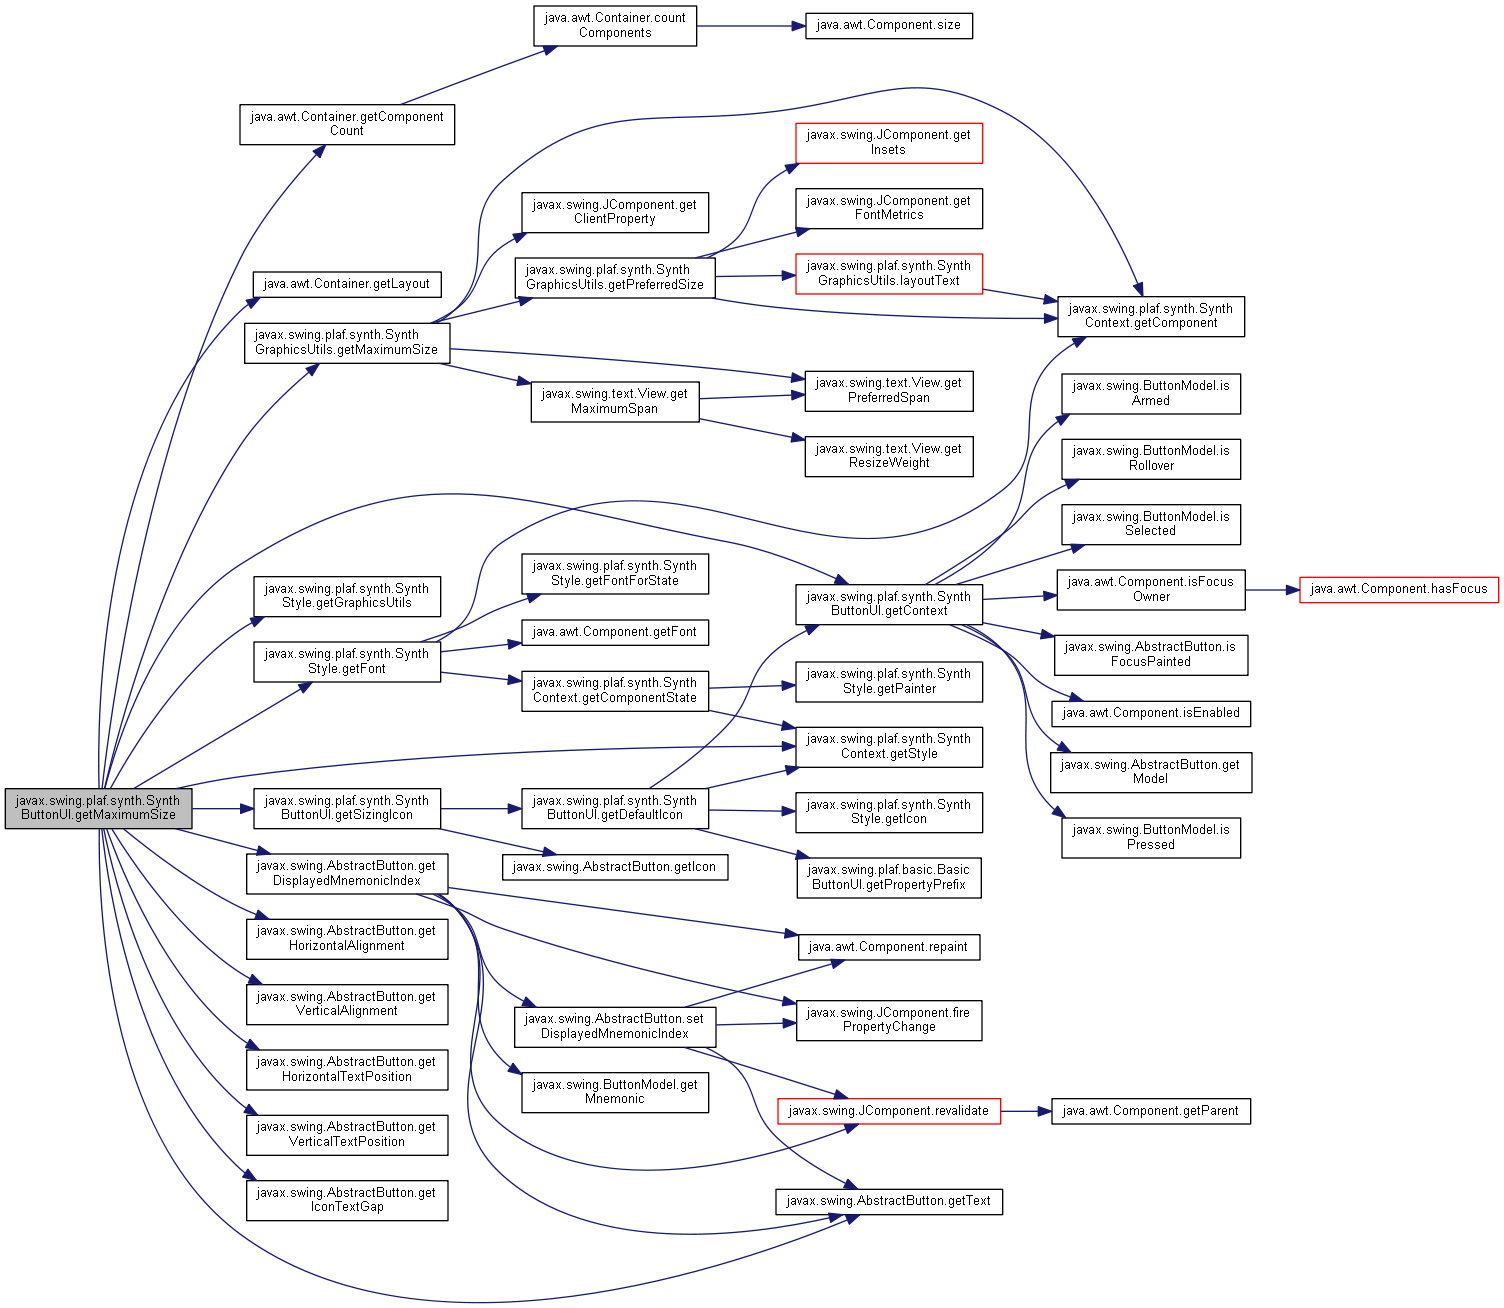 java.awt.Container.count
Components
java.awt.Component.size
java.awt.Container.getComponent
Count
javax.swing.JComponent.get
Insets
javax.swing.JComponent.get
ClientProperty
javax.swing.JComponent.get
FontMetrics
java.awt.Container.getLayout
javax.swing.plaf.synth.Synth
GraphicsUtils.getPreferredSize
javax.swing.plaf.synth.Synth
GraphicsUtils.layoutText
javax.swing.plaf.synth.Synth
Context.getComponent
javax.swing.plaf.synth.Synth
GraphicsUtils.getMaximumSize
javax.swing.text.View.get
PreferredSpan
javax.swing.text.View.get
MaximumSpan
javax.swing.ButtonModel.is
Armed
javax.swing.text.View.get
ResizeWeight
javax.swing.ButtonModel.is
Rollover
javax.swing.ButtonModel.is
Selected
javax.swing.plaf.synth.Synth
Style.getGraphicsUtils
javax.swing.plaf.synth.Synth
Style.getFontForState
javax.swing.plaf.synth.Synth
ButtonUI.getContext
java.awt.Component.isFocus
Owner
java.awt.Component.hasFocus
javax.swing.plaf.synth.Synth
Style.getFont
java.awt.Component.getFont
javax.swing.AbstractButton.is
FocusPainted
javax.swing.plaf.synth.Synth
Context.getComponentState
javax.swing.plaf.synth.Synth
Style.getPainter
java.awt.Component.isEnabled
javax.swing.plaf.synth.Synth
Context.getStyle
javax.swing.AbstractButton.get
Model
javax.swing.plaf.synth.Synth
ButtonUI.getMaximumSize
javax.swing.plaf.synth.Synth
ButtonUI.getSizingIcon
javax.swing.plaf.synth.Synth
ButtonUI.getDefaultIcon
javax.swing.plaf.synth.Synth
Style.getIcon
javax.swing.ButtonModel.is
Pressed
javax.swing.AbstractButton.get
DisplayedMnemonicIndex
javax.swing.AbstractButton.getIcon
javax.swing.plaf.basic.Basic
ButtonUI.getPropertyPrefix
javax.swing.AbstractButton.get
HorizontalAlignment
java.awt.Component.repaint
javax.swing.AbstractButton.get
VerticalAlignment
javax.swing.AbstractButton.set
DisplayedMnemonicIndex
javax.swing.JComponent.fire
PropertyChange
javax.swing.AbstractButton.get
HorizontalTextPosition
javax.swing.ButtonModel.get
Mnemonic
javax.swing.JComponent.revalidate
java.awt.Component.getParent
javax.swing.AbstractButton.get
VerticalTextPosition
javax.swing.AbstractButton.get
IconTextGap
javax.swing.AbstractButton.getText